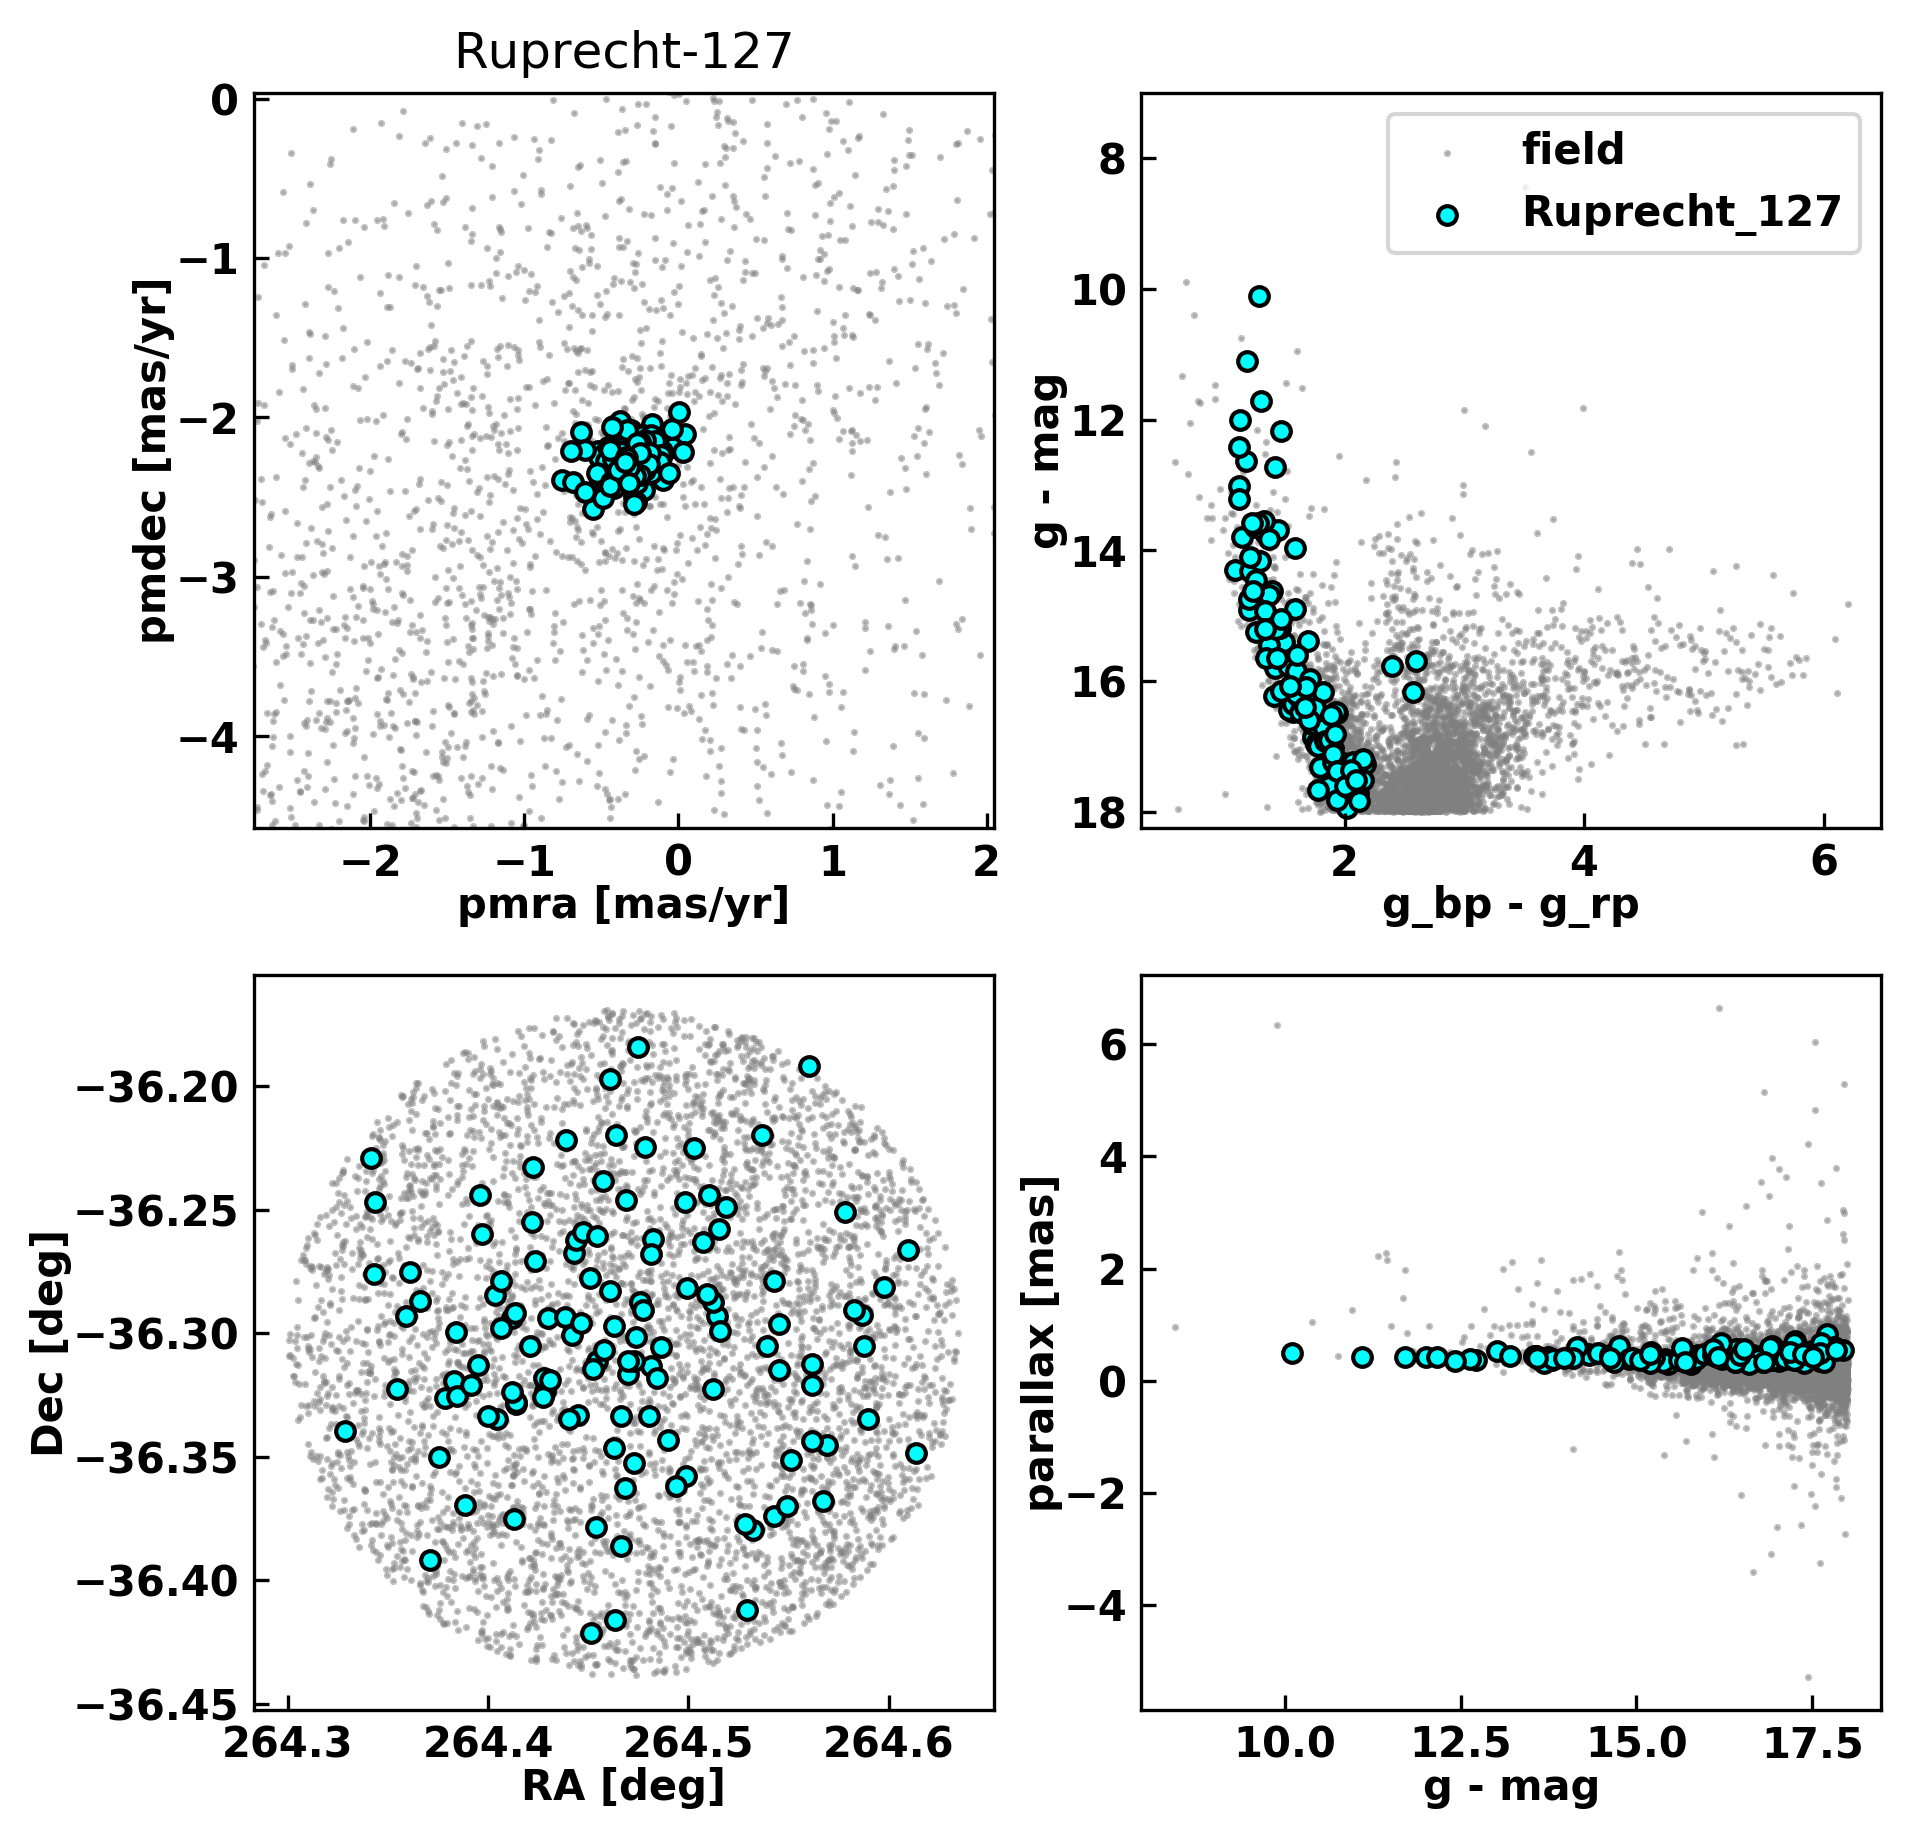 Ruprecht-127
0
−1
−2
−3
−4
pmdec [mas/yr]
−2 −1 0 1 2
pmra [mas/yr]
8
10
12
14
16
18
g - mag
field
Ruprecht_127
2 4 6
g_bp - g_rp
−36.20
−36.25
−36.30
−36.35
−36.40
−36.45
Dec [deg]
264.3 264.4 264.5 264.6
RA [deg]
6
4
2
0
−2
−4
parallax [mas]
10.0 12.5 15.0 17.5
g - mag